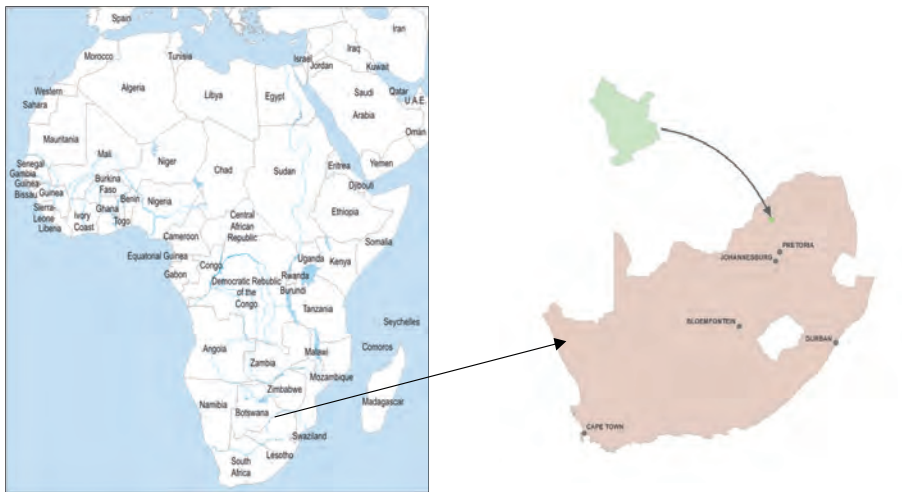 Spain
Iran
Morocco
Tunisia
Iraq
Israel
Jordan
Kuwait
Algeria
Libya
Egypt
Western
Sahara
Saudi
Arabia
Qatar
U.A.E.
Oman
Mauritania
Mali
Niger
Chad
Sudan
Eritrea
Yemen
Senegal
Gambia
Guinea-
Bissau
Guinea
Burkina
Faso
Benin
Nigeria
Djibouti
Ethiopia
Sierra-
Leone
Liberia
Ivory
Coast
Ghana
Togo
Central
African
Republic
Cameroon
Somalia
Equatorial Guinea
Gabon
Congo
Uganda
Kenya
Democratic Rebublic
of the
Congo
Rwanda
Burundi
Tanzania
Seychelles
Angola
Zambia
Malawi
Comoros
Mozambique
Zimbabwe
Madagascar
Namibia
Botswana
Swaziland
South
Africa
Lesotho
PRETORIA
JOHANNESBURG
BLOEMFONTEIN
DURBAN
CAPE TOWN